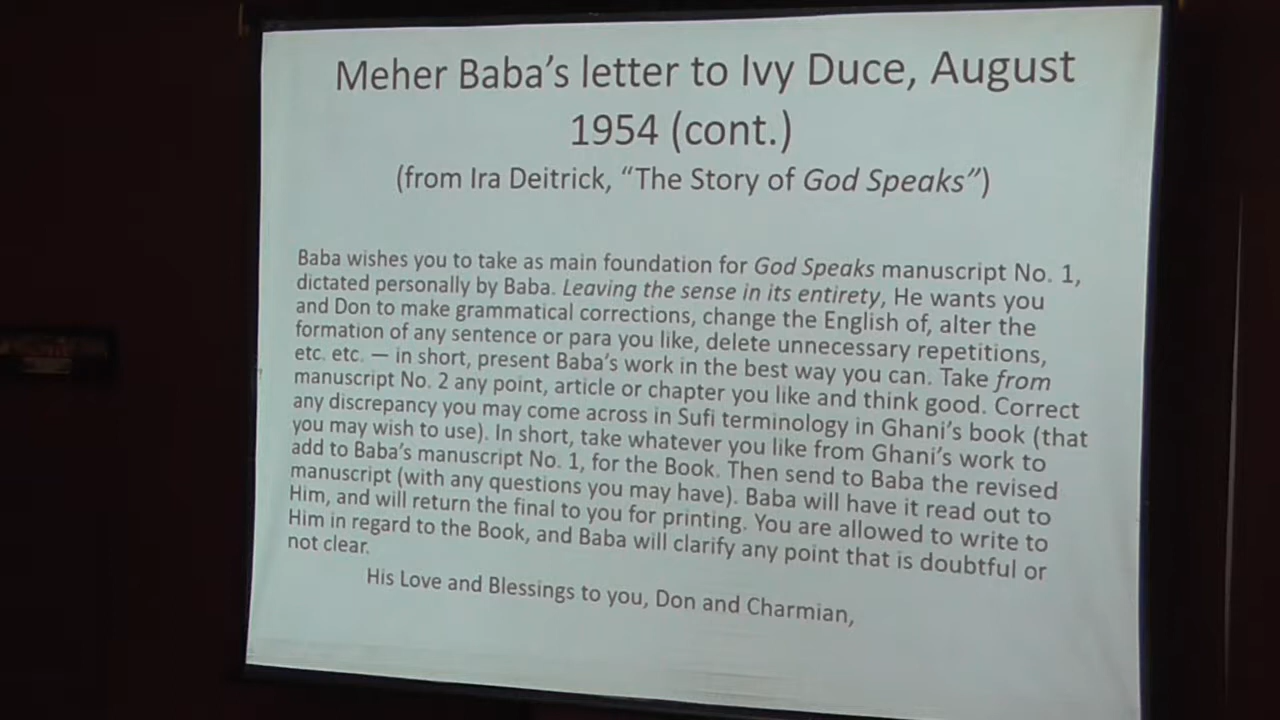 Meher Baba's letter to Ivy Duce, August
1954 (cont.)
(from Ira Deitrick, "The Story of God Speaks")
Baba wishes you to take as main foundation for God Speaks manuscript No. 1,
dictated personally by Baba. Leaving the sense in its entirety, He wants you
and Don to make grammatical corrections, change the English of, alter the
formation of any sentence or para you like, delete unnecessary repetitions,
etc. etc. — in short, present Baba's work in the best way you can. Take from
manuscript No. 2 any point, article or chapter you like and think good. Correct
any discrepancy you may come across in Sufi terminology in Ghani's book (that
you may wish to use). In short, take whatever you like from Ghani's work to
add to Baba's manuscript No. 1, for the Book. Then send to Baba the revised
manuscript (with any questions you may have). Baba will have it read out to
Him, and will return the final to you for printing. You are allowed to write to
Him in regard to the Book, and Baba will clarify any point that is doubtful or
not clear.
His Love and Blessings to you, Don and Charmian,